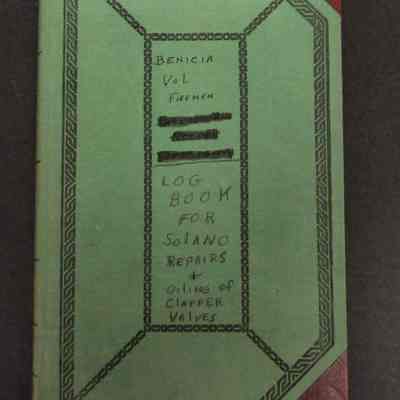 BENICIA
VOL
FIREMEN
LOG
BOOK
FOR
SOLANO
REPAIRS
+
OILING OF
CLAPPER
VALVES